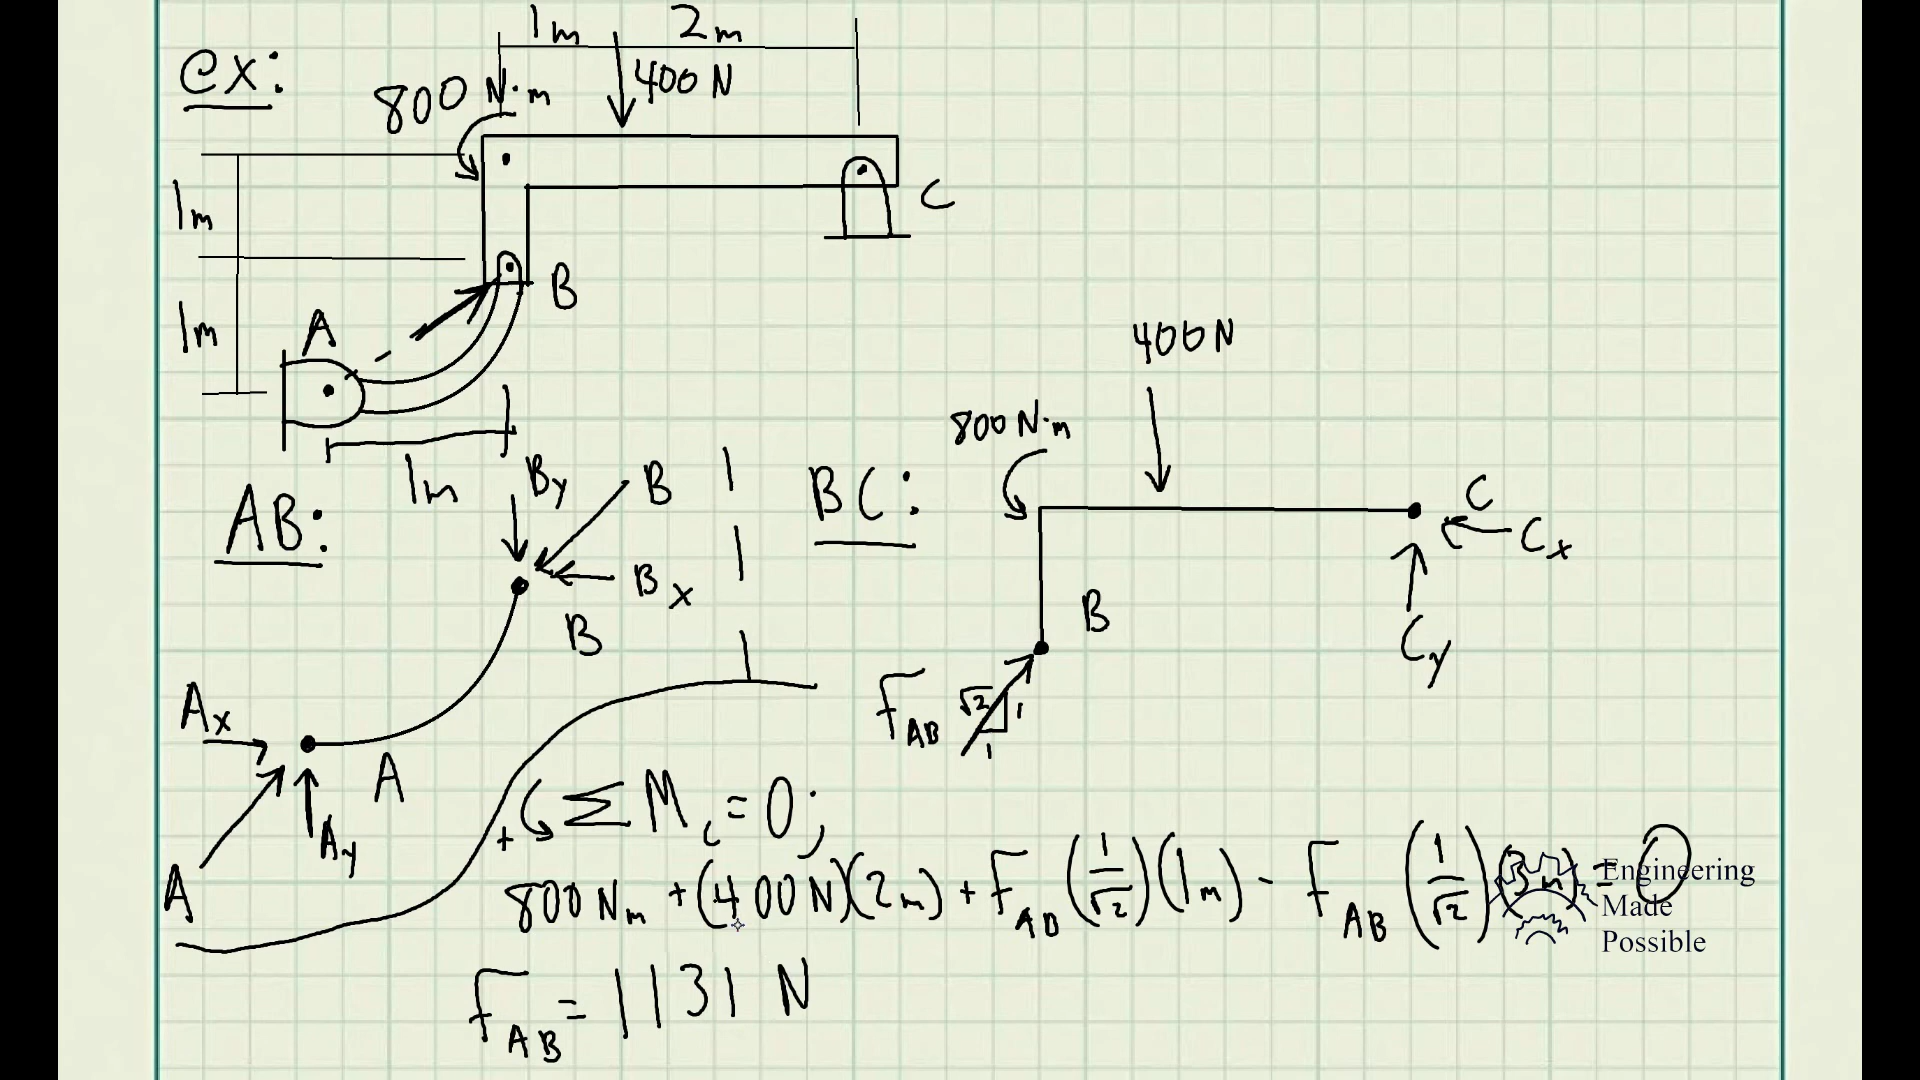 ex:
1m 2m
800 N·m 400 N
1m
C
B
1m
A
1m
AB:
By
B
Bx
B
Ax
A
Ay
A
BC:
400 N
800 N·m
C
Cx
Cy
B
FAB √2 1
1
+ ΣMc = 0;
800 Nm + (400 N)(2m) + FAB (1/√2)(1m) - FAB (1/√2)(3m) = 0
FAB = 1131 N
Engineering
Made
Possible